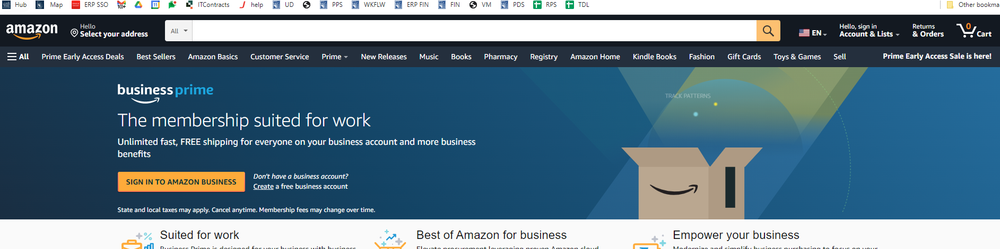 Hub Map ERP SSO 100+ 11 ITContracts help UD PPS WKFLW ERP FIN FIN VM PDS RPS TDL Other bookma
amazon
Hello
Select your address
All
EN
Hello, sign in
Account & Lists
Returns
& Orders
0
Cart
All Prime Early Access Deals Best Sellers Amazon Basics Customer Service Prime New Releases Music Books Pharmacy Registry Amazon Home Kindle Books Fashion Gift Cards Toys & Games Sell Prime Early Access Sale is here!
business prime
TRACK PATTERNS
The membership suited for work
Unlimited fast, FREE shipping for everyone on your business account and more business
benefits
SIGN IN TO AMAZON BUSINESS
Don't have a business account?
Create a free business account
State and local taxes may apply. Cancel anytime. Membership fees may change over time.
Suited for work
Business Prime is designed for your business with business
Best of Amazon for business
Elevate procurement leveraging proven Amazon cloud
Empower your business
Modernize and simplify business purchasing to focus on your